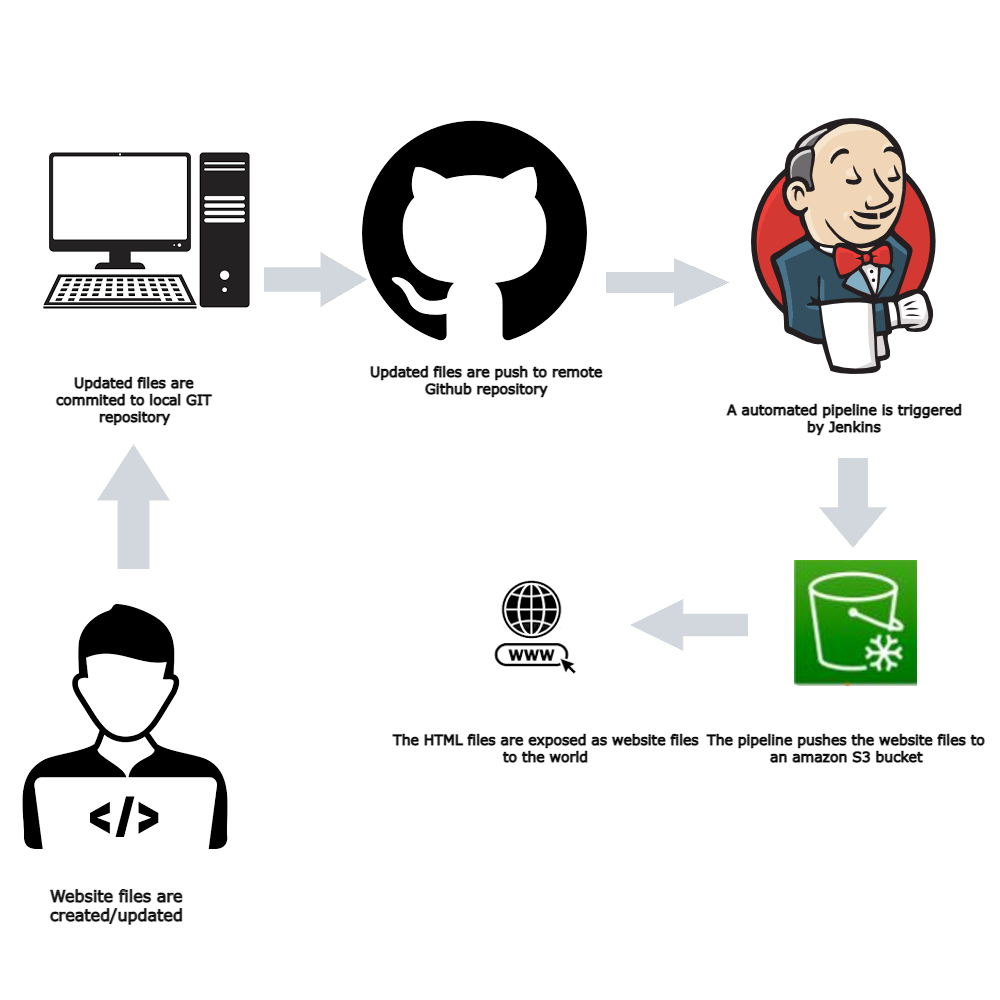 Updated files are
commited to local GIT
repository
Updated files are push to remote
Github repository
A automated pipeline is triggered
by Jenkins
www
The HTML files are exposed as website files
to the world
The pipeline pushes the website files to
an amazon S3 bucket
</>
Website files are
created/updated